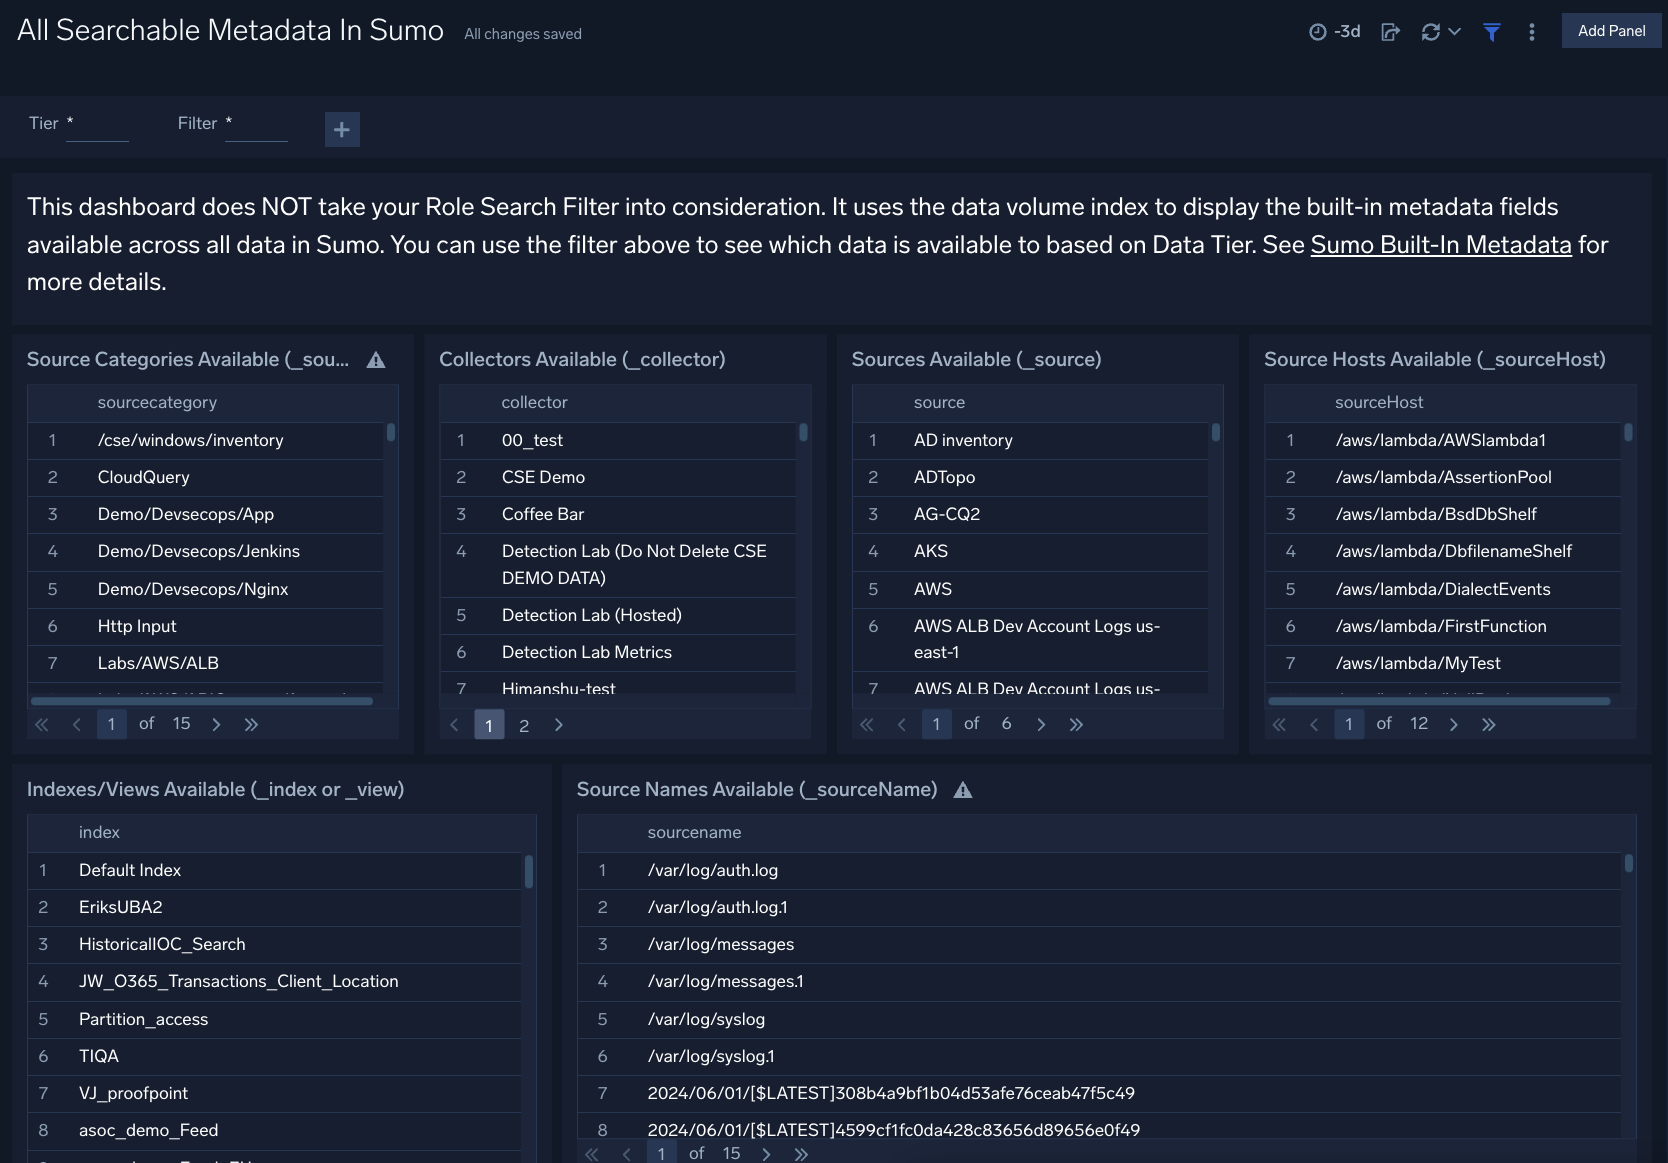 All Searchable Metadata In Sumo All changes saved -3d Add Panel
Tier * Filter * +
This dashboard does NOT take your Role Search Filter into consideration. It uses the data volume index to display the built-in metadata fields
available across all data in Sumo. You can use the filter above to see which data is available to based on Data Tier. See Sumo Built-In Metadata for
more details.
Source Categories Available (_sou...
sourcecategory
1 /cse/windows/inventory
2 CloudQuery
3 Demo/Devsecops/App
4 Demo/Devsecops/Jenkins
5 Demo/Devsecops/Nginx
6 Http Input
7 Labs/AWS/ALB
1 of 15
Collectors Available (_collector)
collector
1 00_test
2 CSE Demo
3 Coffee Bar
4 Detection Lab (Do Not Delete CSE
DEMO DATA)
5 Detection Lab (Hosted)
6 Detection Lab Metrics
7 Himanshu-test
1 2
Sources Available (_source)
source
1 AD inventory
2 ADTopo
3 AG-CQ2
4 AKS
5 AWS
6 AWS ALB Dev Account Logs us-
east-1
7 AWS ALB Dev Account Logs us-
1 of 6
Source Hosts Available (_sourceHost)
sourceHost
1 /aws/lambda/AWSlambda1
2 /aws/lambda/AssertionPool
3 /aws/lambda/BsdDbShelf
4 /aws/lambda/DbfilenameShelf
5 /aws/lambda/DialectEvents
6 /aws/lambda/FirstFunction
7 /aws/lambda/MyTest
1 of 12
Indexes/Views Available (_index or _view)
index
1 Default Index
2 EriksUBA2
3 HistoricalIOC_Search
4 JW_O365_Transactions_Client_Location
5 Partition_access
6 TIQA
7 VJ_proofpoint
8 asoc_demo_Feed
Source Names Available (_sourceName)
sourcename
1 /var/log/auth.log
2 /var/log/auth.log.1
3 /var/log/messages
4 /var/log/messages.1
5 /var/log/syslog
6 /var/log/syslog.1
7 2024/06/01/[$LATEST]308b4a9bf1b04d53afe76ceab47f5c49
8 2024/06/01/[$LATEST]4599cf1fc0da428c83656d89656e0f49
1 of 15